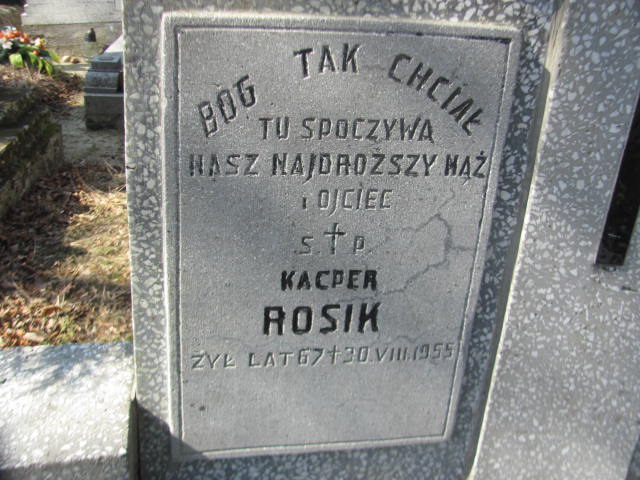 BÓG TAK CHCIAŁ
TU SPOCZYWA
NASZ NAJDROŻSZY MĄŻ
i OJCIEC
Ś.†P.
KACPER
ROSIK
ŻYŁ LAT 67 † 30.VIII.1955